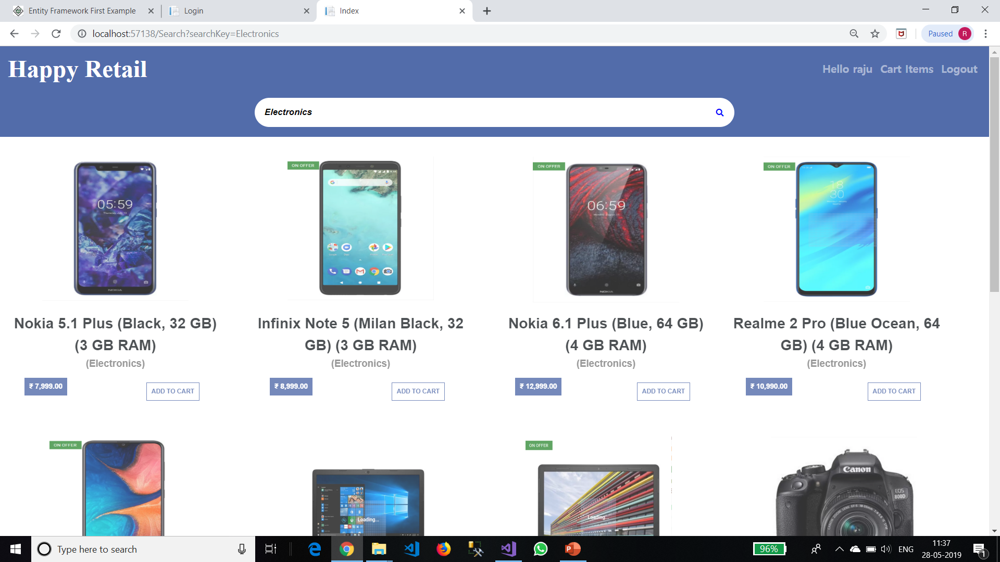 Entity Framework First Example
Login
Index
localhost:57138/Search?searchKey=Electronics
Paused
R
Happy Retail
Hello raju Cart Items Logout
Electronics
05:59
NOKIA
ON OFFER
ON OFFER
06:59
NOKIA
ON OFFER
18
30
Nokia 5.1 Plus (Black, 32 GB)
(3 GB RAM)
(Electronics)
₹ 7,999.00
ADD TO CART
Infinix Note 5 (Milan Black, 32
GB) (3 GB RAM)
(Electronics)
₹ 8,999.00
ADD TO CART
Nokia 6.1 Plus (Blue, 64 GB)
(4 GB RAM)
(Electronics)
₹ 12,999.00
ADD TO CART
Realme 2 Pro (Blue Ocean, 64
GB) (4 GB RAM)
(Electronics)
₹ 10,990.00
ADD TO CART
ON OFFER
Loading...
ON OFFER
Loading...
Canon
EOS
800D
Type here to search
96%
ENG
11:37
28-05-2019
1